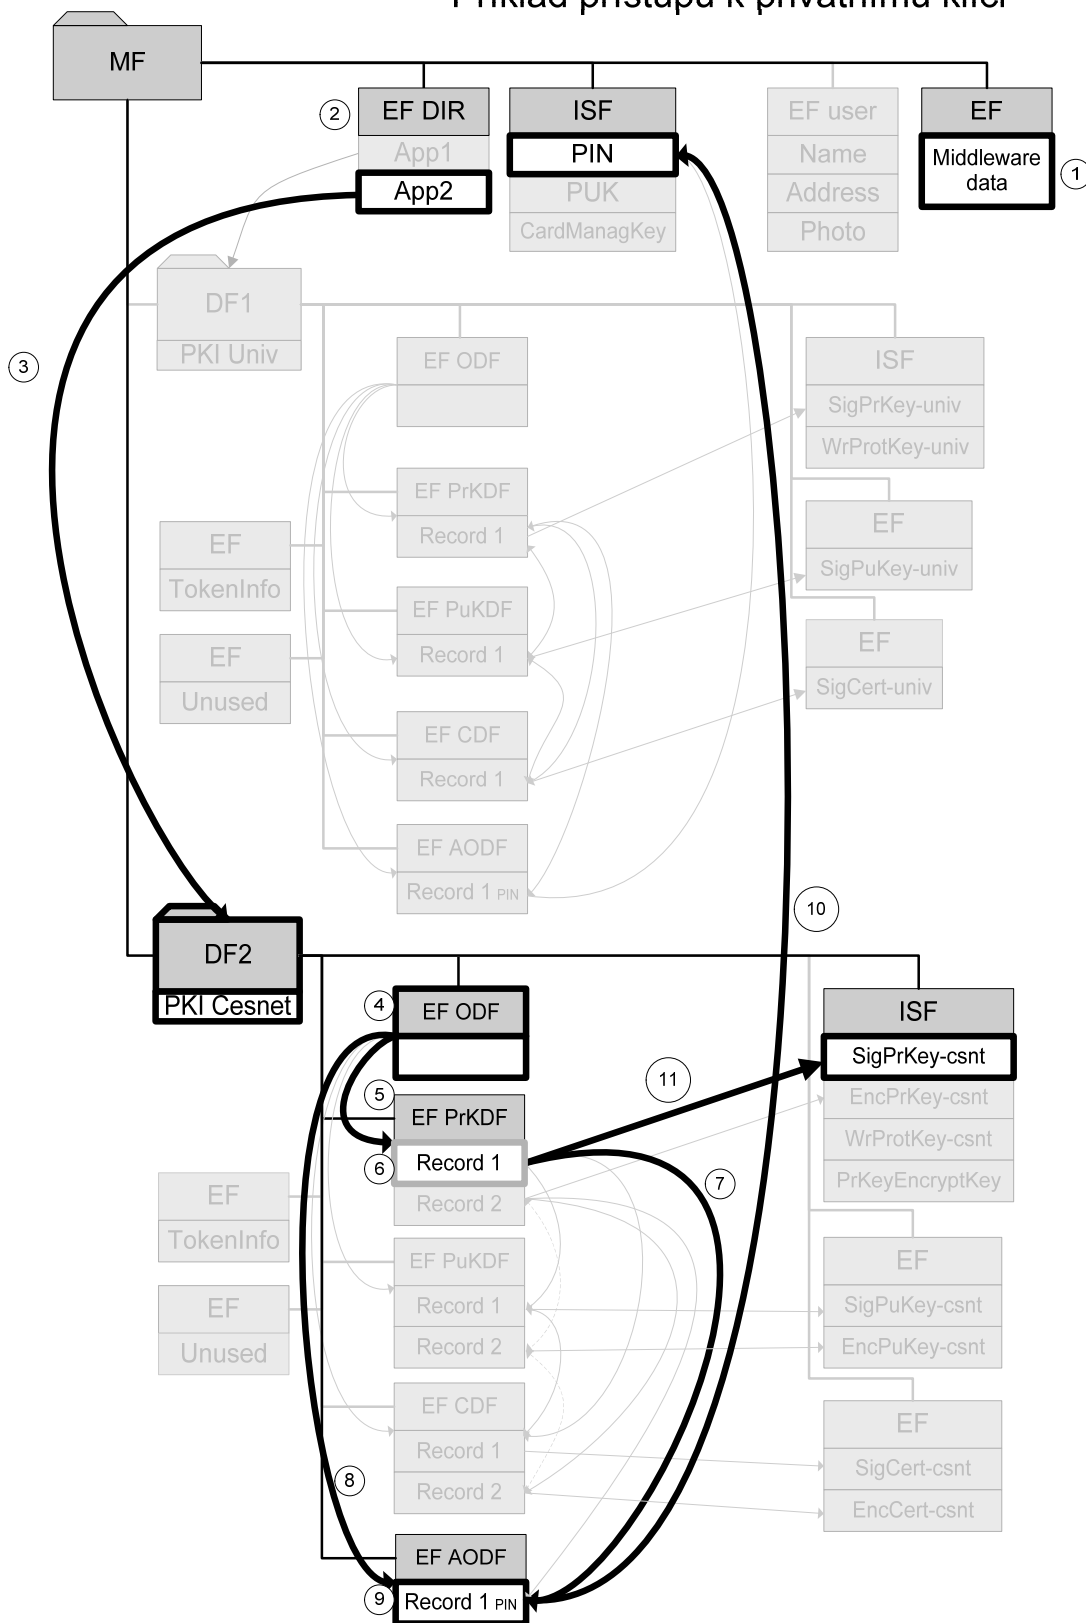 Příklad přístupu k privátnímu klíči
MF
2
EF DIR
App1
App2
ISF
PIN
PUK
CardManagKey
EF user
Name
Address
Photo
EF
Middleware
data
1
3
DF1
PKI Univ
EF ODF
EF PrKDF
Record 1
EF
TokenInfo
EF PuKDF
Record 1
EF
Unused
EF CDF
Record 1
EF AODF
Record 1 PIN
ISF
SigPrKey-univ
WrProtKey-univ
EF
SigPuKey-univ
EF
SigCert-univ
10
DF2
PKI Cesnet
4
EF ODF
5
EF PrKDF
6
Record 1
Record 2
11
7
ISF
SigPrKey-csnt
EncPrKey-csnt
WrProtKey-csnt
PrKeyEncryptKey
EF
TokenInfo
EF PuKDF
Record 1
Record 2
EF
SigPuKey-csnt
EncPuKey-csnt
EF
Unused
EF CDF
Record 1
Record 2
EF
SigCert-csnt
EncCert-csnt
8
EF AODF
9
Record 1 PIN